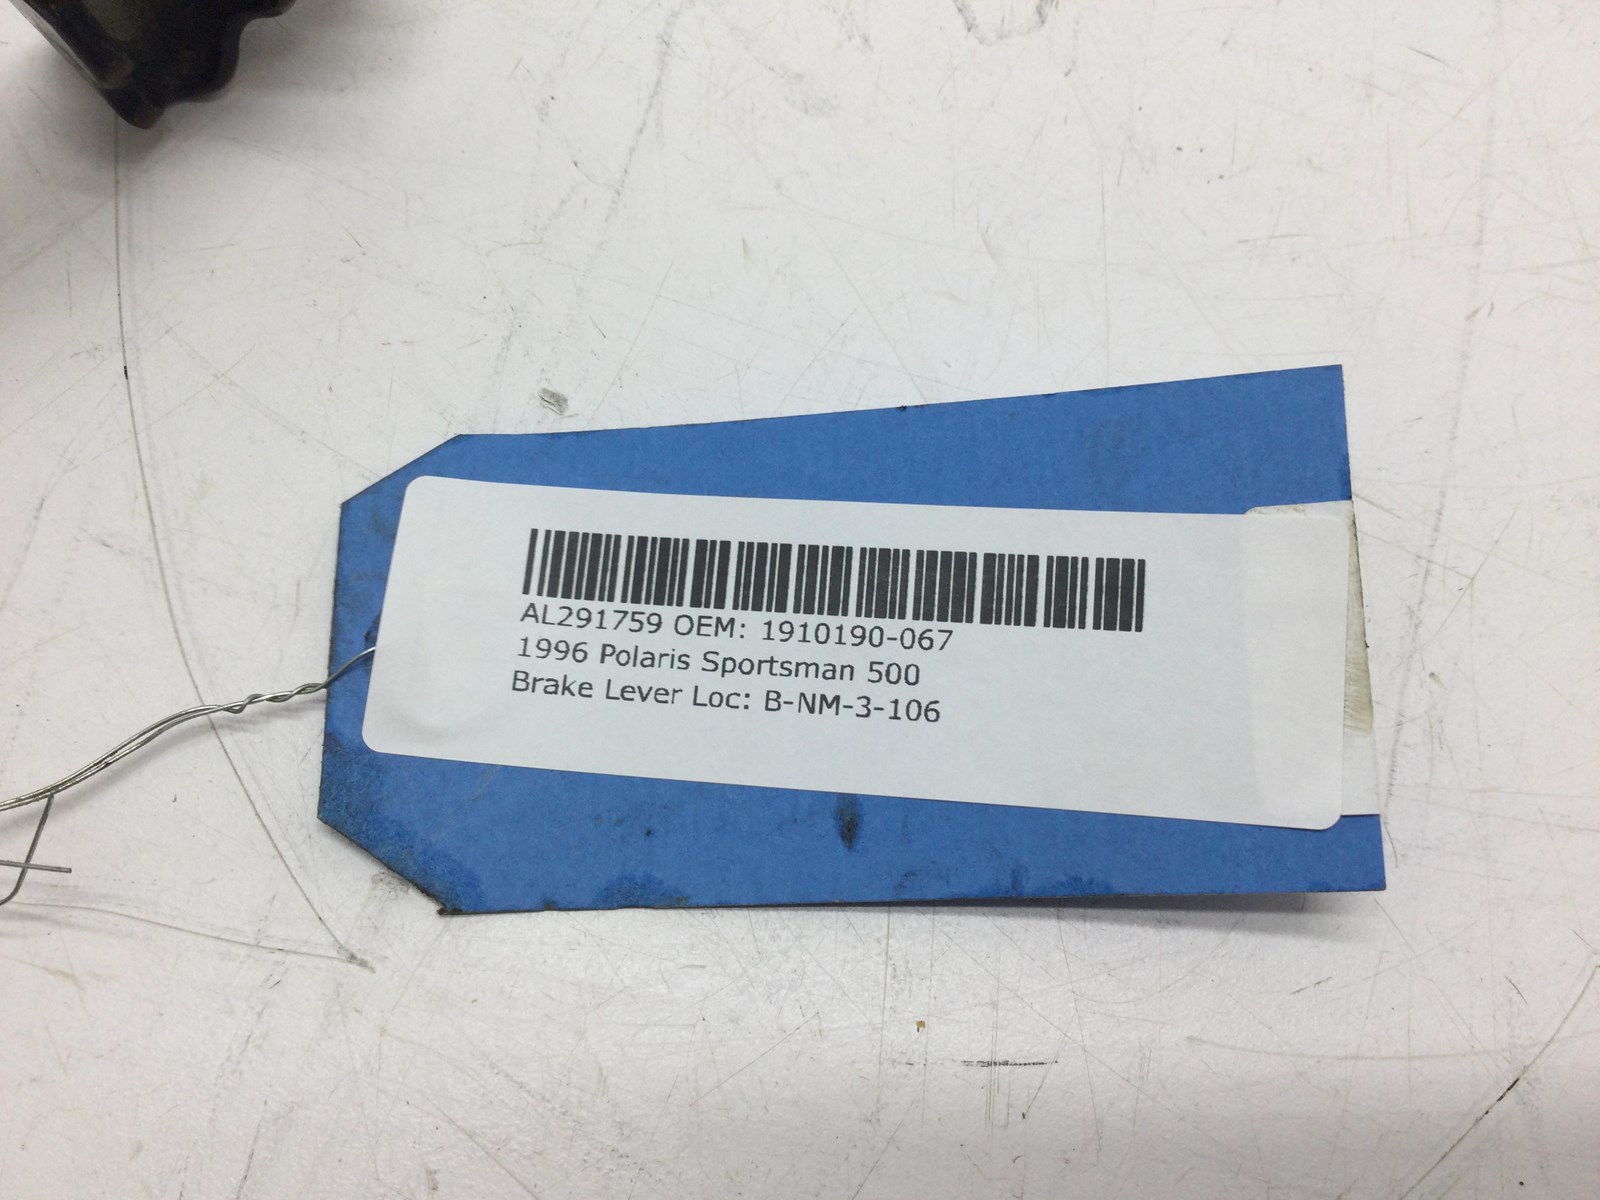 AL291759 OEM: 1910190-067
1996 Polaris Sportsman 500
Brake Lever Loc: B-NM-3-106